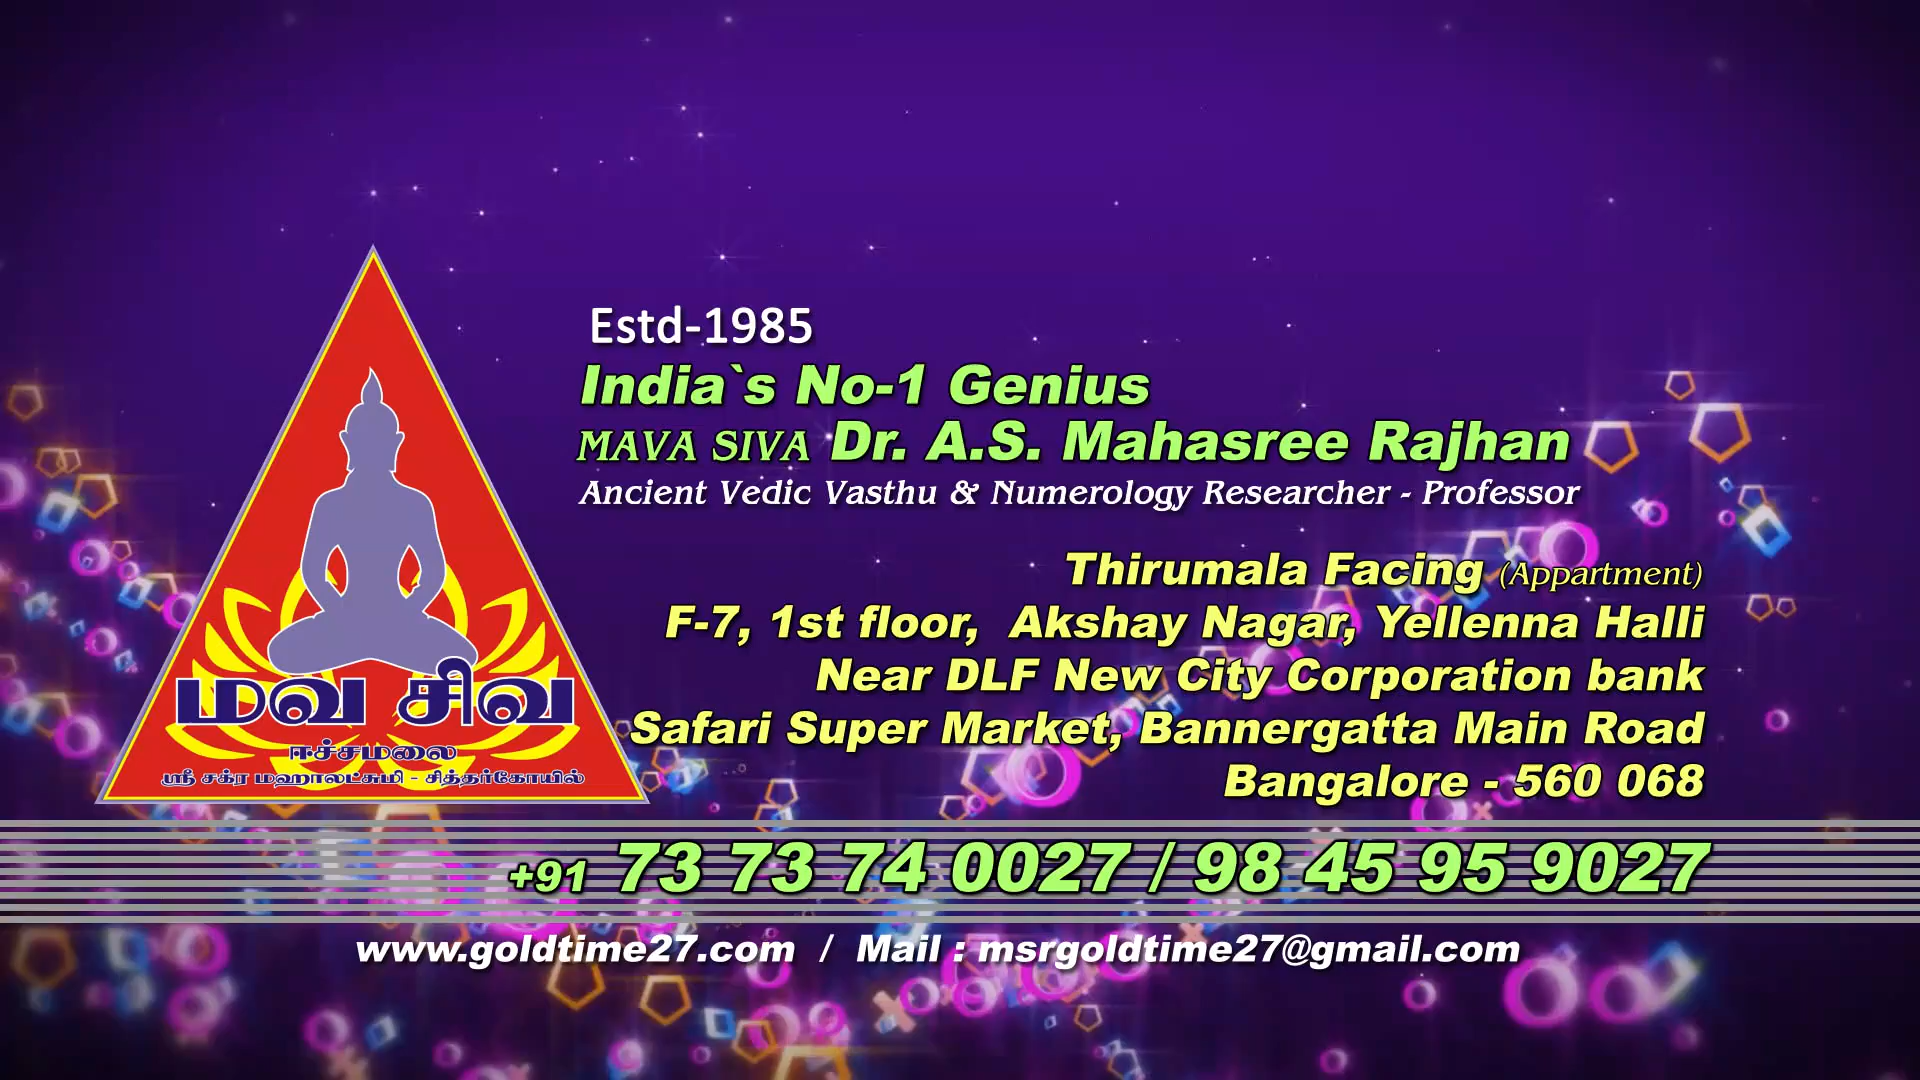 Estd-1985
India`s No-1 Genius
MAVA SIVA Dr. A.S. Mahasree Rajhan
Ancient Vedic Vasthu & Numerology Researcher - Professor
Thirumala Facing (Appartment)
F-7, 1st floor, Akshay Nagar, Yellenna Halli
Near DLF New City Corporation bank
Safari Super Market, Bannergatta Main Road
Bangalore - 560 068
மவ சிவ
ஈச்சமலை
ஸ்ரீ சக்ர மஹாலட்சுமி - சித்தர்கோயில்
+91 73 73 74 0027 / 98 45 95 9027
www.goldtime27.com / Mail : msrgoldtime27@gmail.com